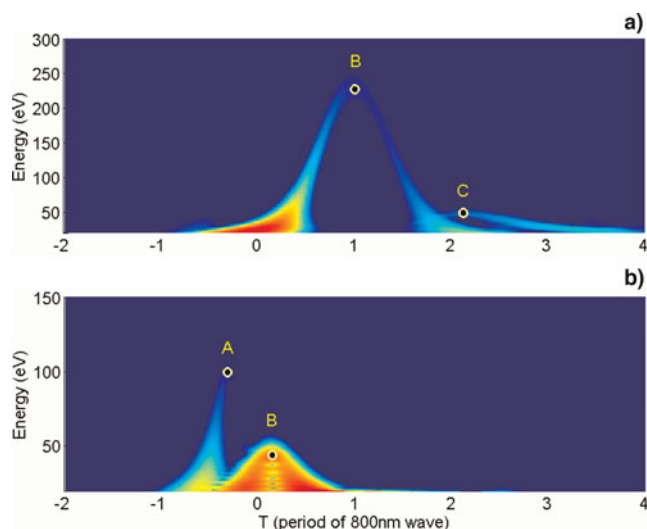 a)
300
250
200
150
100
50
Energy (eV)
B
C
-2 -1 0 1 2 3 4
b)
150
100
50
Energy (eV)
A
B
-2 -1 0 1 2 3 4
T (period of 800nm wave)